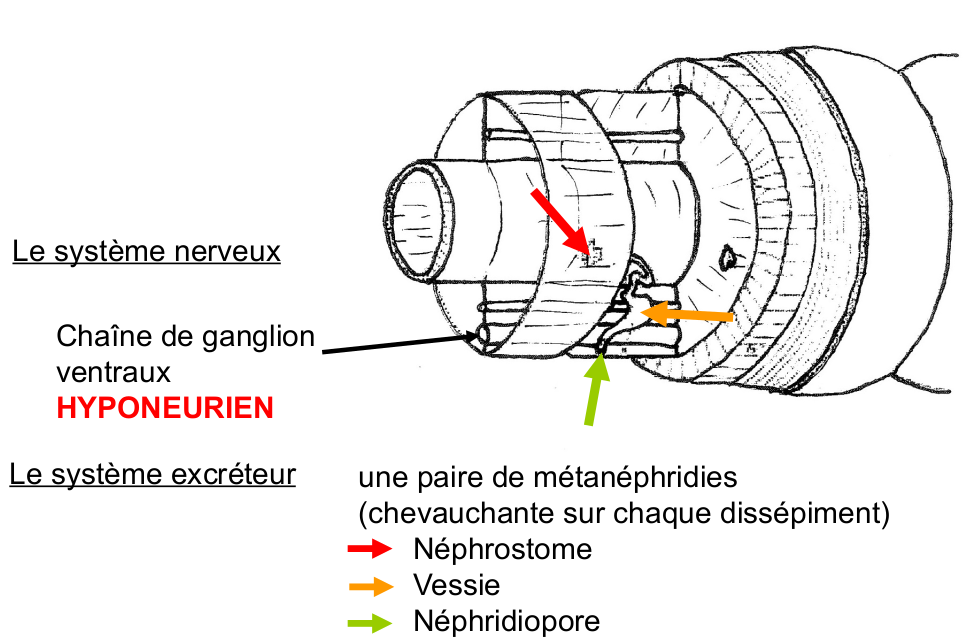 Le système nerveux
Chaîne de ganglion
ventraux
HYPONEURIEN
Le système excréteur
une paire de métanéphridies
(chevauchante sur chaque dissépiment)
Néphrostome
Vessie
Néphridiopore